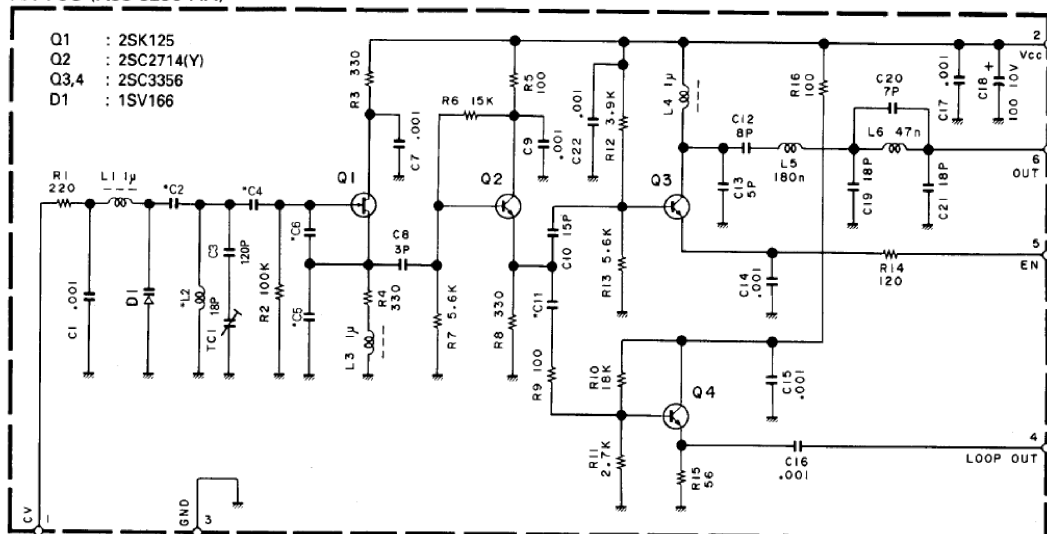 Q1 : 2SK125
Q2 : 2SC2714(Y)
Q3,4 : 2SC3356
D1 : 1SV166
2
Vcc
R3 330
C7 .001
R6 15K
R5 100
C9 .001
C22 .001
R12 3.9K
L4 1μ
R16 100
C17 .001
C18 + 100 10V
C20
7P
L6 47n
C12
8P
L5
180n
6
OUT
R1
220
L1 1μ
*C2
*C4
Q1
Q2
Q3
C13 5P
C19 18P
C21 18P
C3 120P
*C6
C8
3P
C10 15P
5
EN
C1 .001
D1
*L2
TC1 18P
R2 100K
*C5
R4 330
L3 1μ
R7 5.6K
R8 330
*C11
R13 5.6K
C14 .001
R14
120
R9 100
R10 18K
Q4
C15 .001
R11 2.7K
R15 56
C16
.001
4
LOOP OUT
CV
1
GND
3